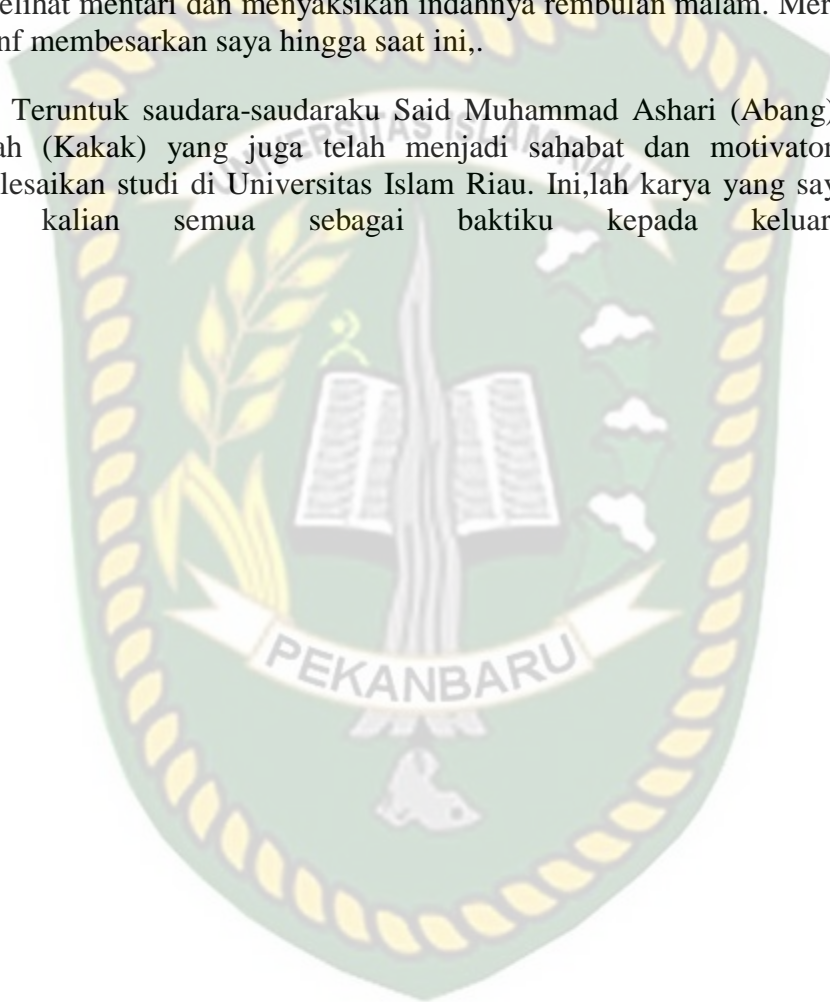 elihat mentari dan menyaksikan indahnya rembulan malam. Mer
nf membesarkan saya hingga saat ini,.
Teruntuk saudara-saudaraku Said Muhammad Ashari (Abang)
ah (Kakak) yang juga telah menjadi sahabat dan motivator
lesaikan studi di Universitas Islam Riau. Ini,lah karya yang say
kalian semua sebagai baktiku kepada keluar
UNIVERSITAS ISLAM RIAU
PEKANBARU